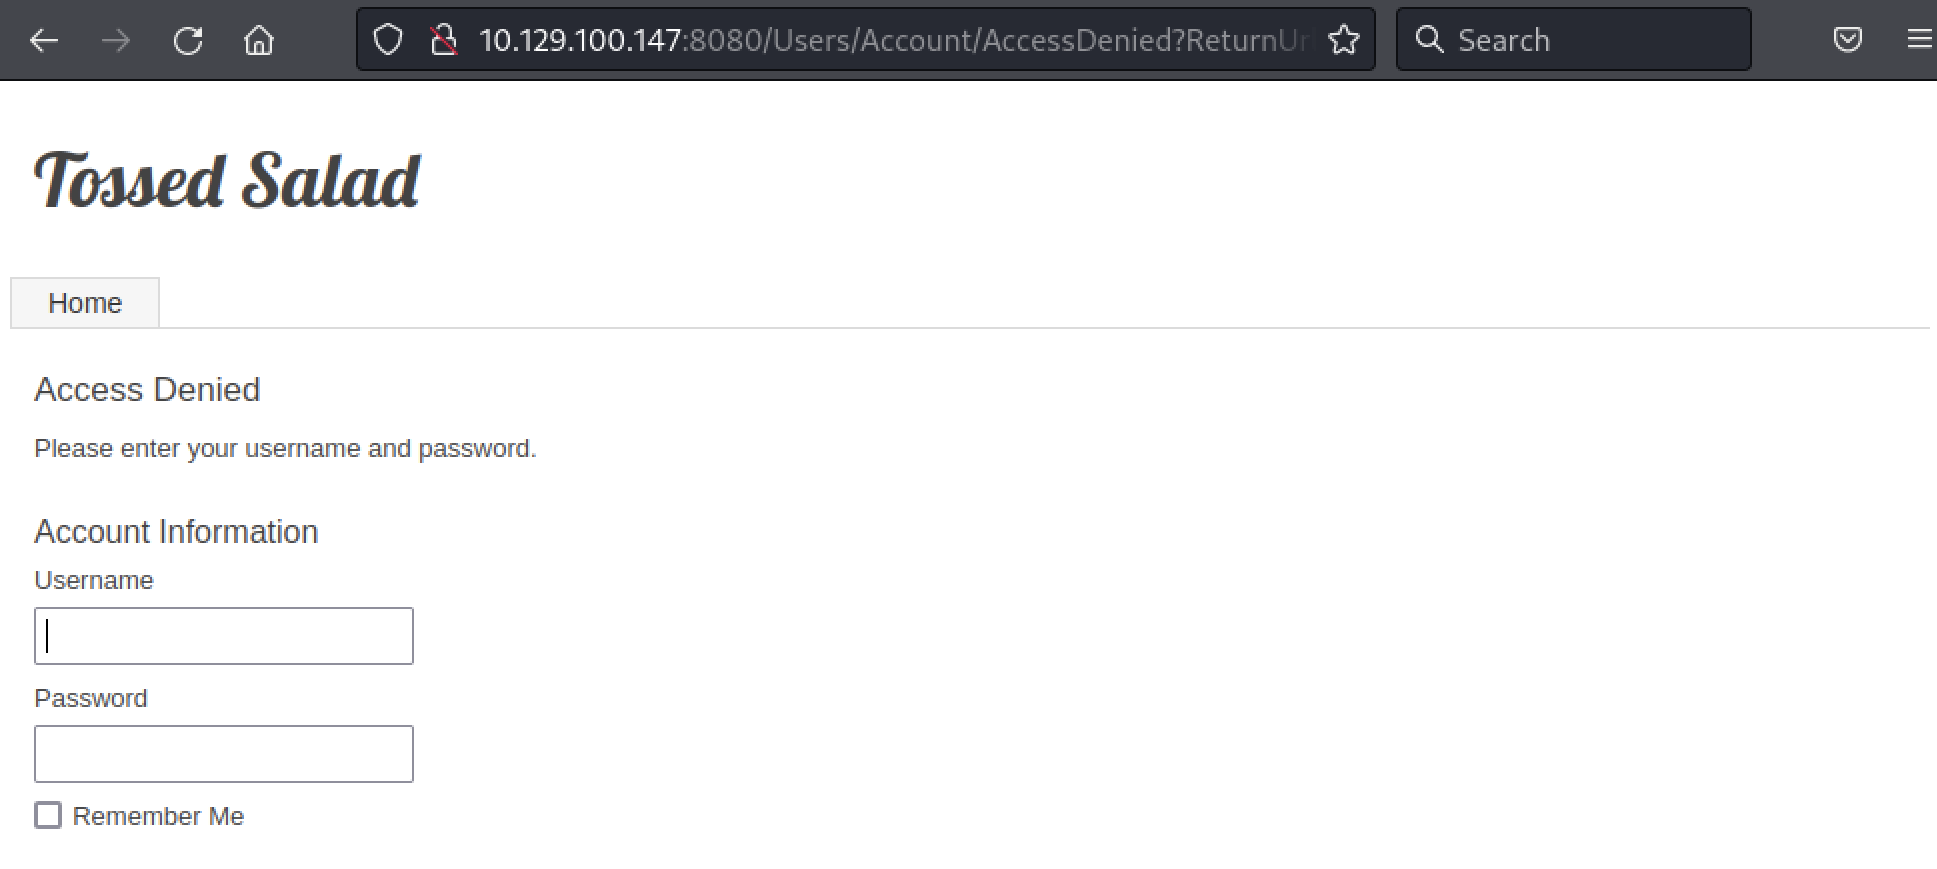 10.129.100.147:8080/Users/Account/AccessDenied?ReturnUr
Search
Tossed Salad
Home
Access Denied
Please enter your username and password.
Account Information
Username
Password
Remember Me